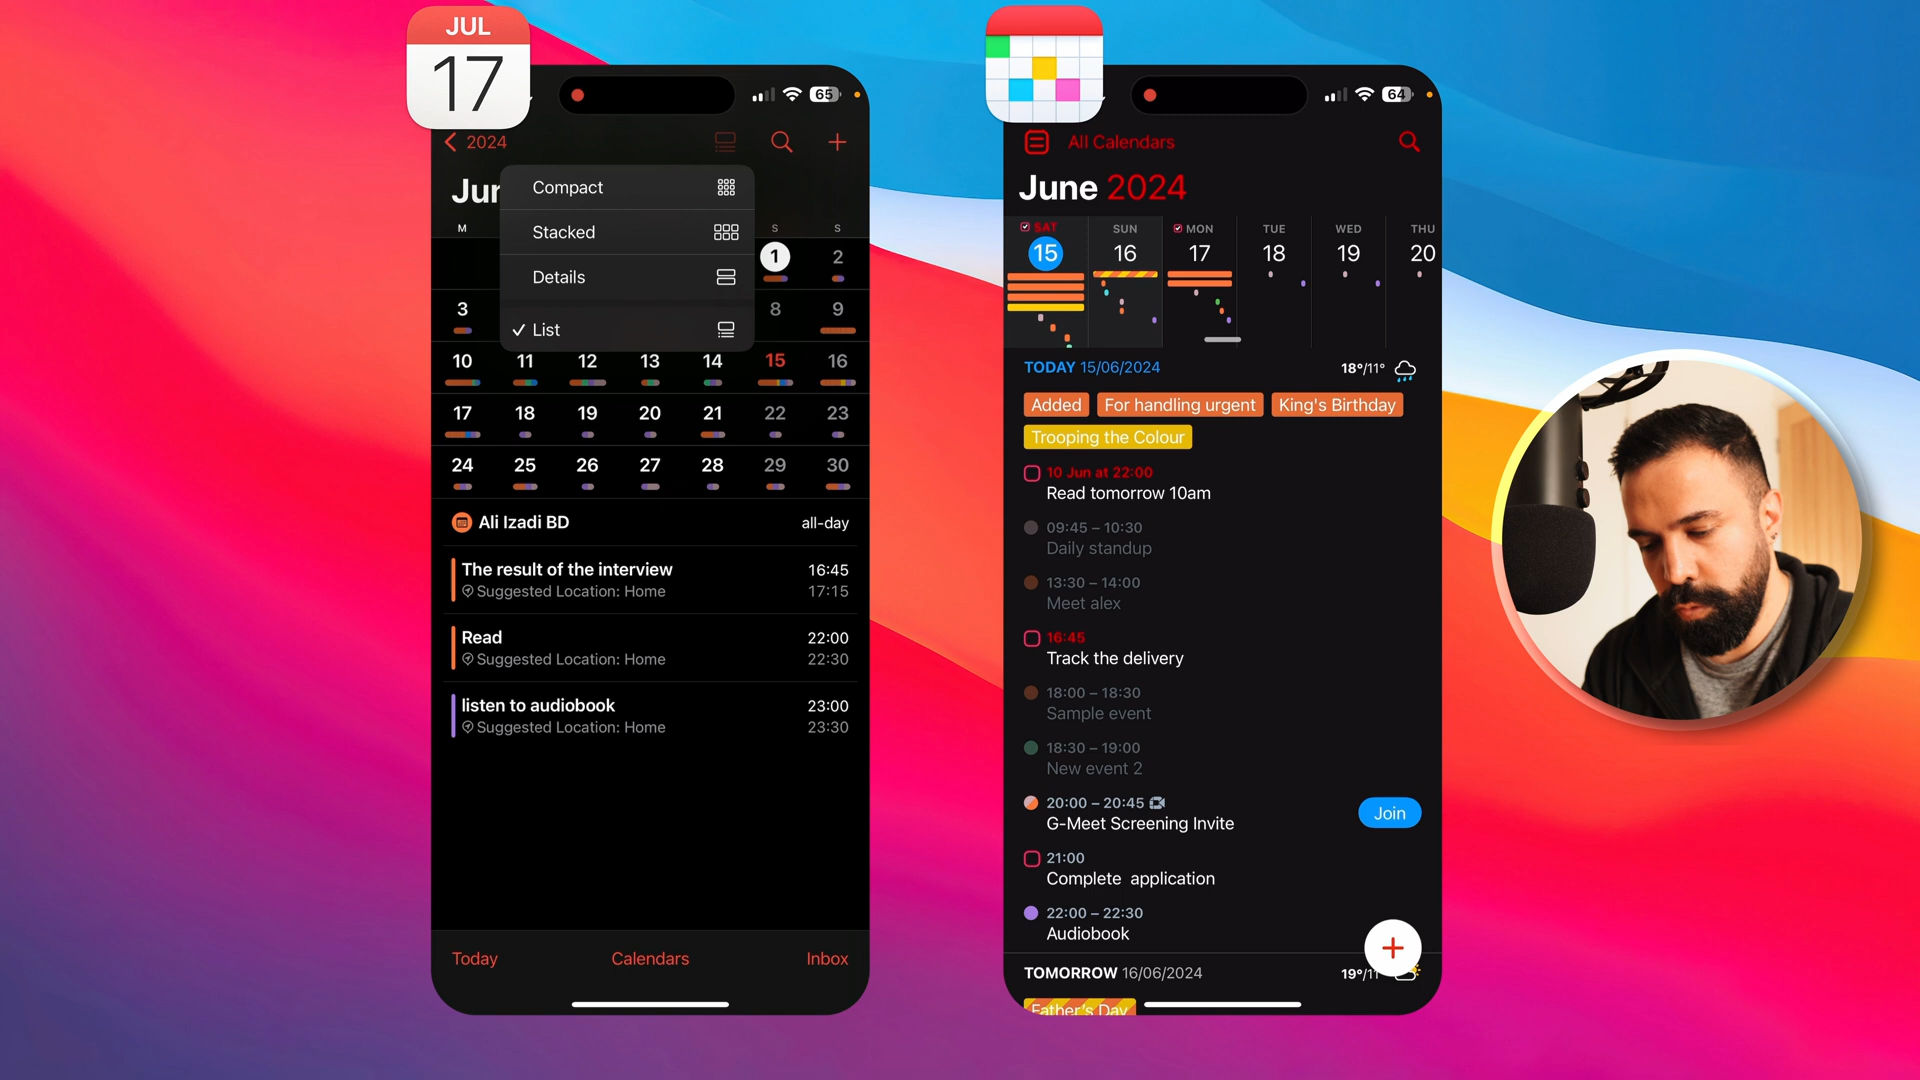 JUL
17
65
2024
Jun
Compact
Stacked
Details
List
M S S
1 2
3 8 9
10 11 12 13 14 15 16
17 18 19 20 21 22 23
24 25 26 27 28 29 30
Ali Izadi BD all-day
The result of the interview 16:45
Suggested Location: Home 17:15
Read 22:00
Suggested Location: Home 22:30
listen to audiobook 23:00
Suggested Location: Home 23:30
Today Calendars Inbox
64
All Calendars
June 2024
SAT SUN MON TUE WED THU
15 16 17 18 19 20
TODAY 15/06/2024 18°/11°
Added For handling urgent King's Birthday
Trooping the Colour
10 Jun at 22:00
Read tomorrow 10am
09:45 – 10:30
Daily standup
13:30 – 14:00
Meet alex
16:45
Track the delivery
18:00 – 18:30
Sample event
18:30 – 19:00
New event 2
20:00 – 20:45
G-Meet Screening Invite
Join
21:00
Complete application
22:00 – 22:30
Audiobook
TOMORROW 16/06/2024 19°/11
Father's Day